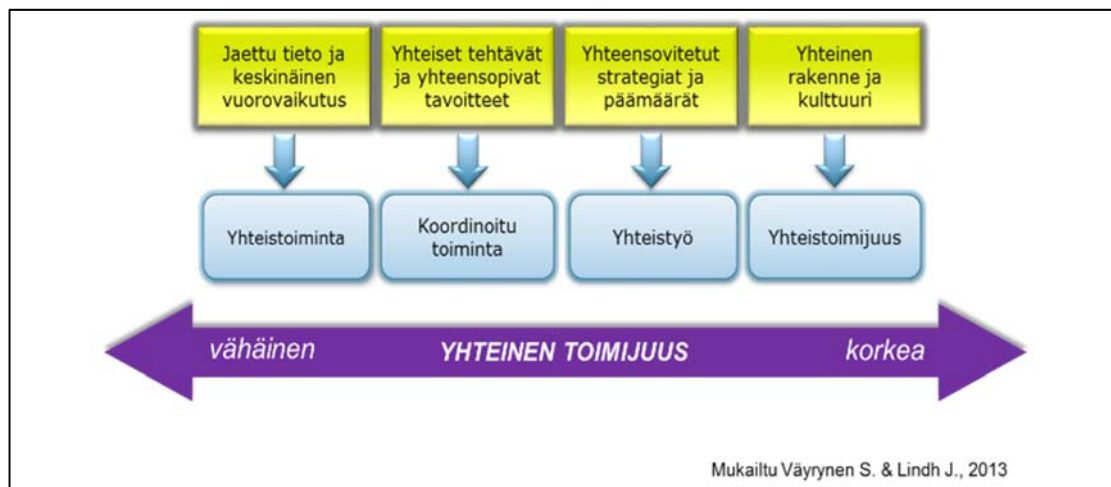 Jaettu tieto ja
keskinäinen
vuorovaikutus
Yhteiset tehtävät
ja yhteensopivat
tavoitteet
Yhteensovitetut
strategiat ja
päämäärät
Yhteinen
rakenne ja
kulttuuri
Yhteistoiminta
Koordinoitu
toiminta
Yhteistyö
Yhteistoimijuus
vähäinen
YHTEINEN TOIMIJUUS
korkea
Mukailtu Väyrynen S. & Lindh J., 2013